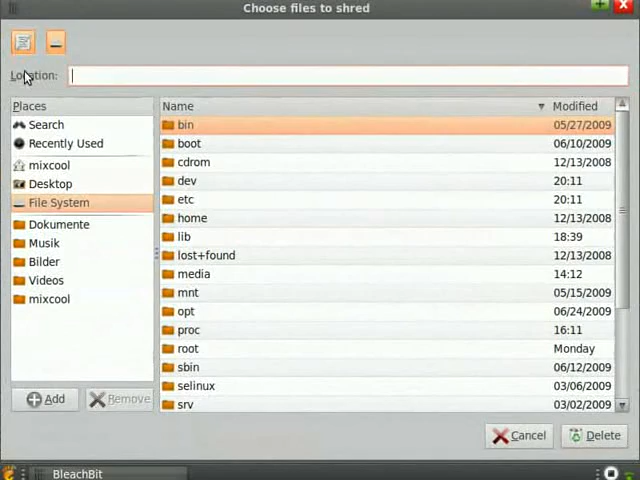 Choose files to shred
Location:
Places
Name
Modified
Search
Recently Used
mixcool
Desktop
File System
Dokumente
Musik
Bilder
Videos
mixcool
bin 05/27/2009
boot 06/10/2009
cdrom 12/13/2008
dev 20:11
etc 20:11
home 12/13/2008
lib 18:39
lost+found 12/13/2008
media 14:12
mnt 05/15/2009
opt 06/24/2009
proc 16:11
root Monday
sbin 06/12/2009
selinux 03/06/2009
srv 03/02/2009
Add
Remove
Cancel
Delete
BleachBit